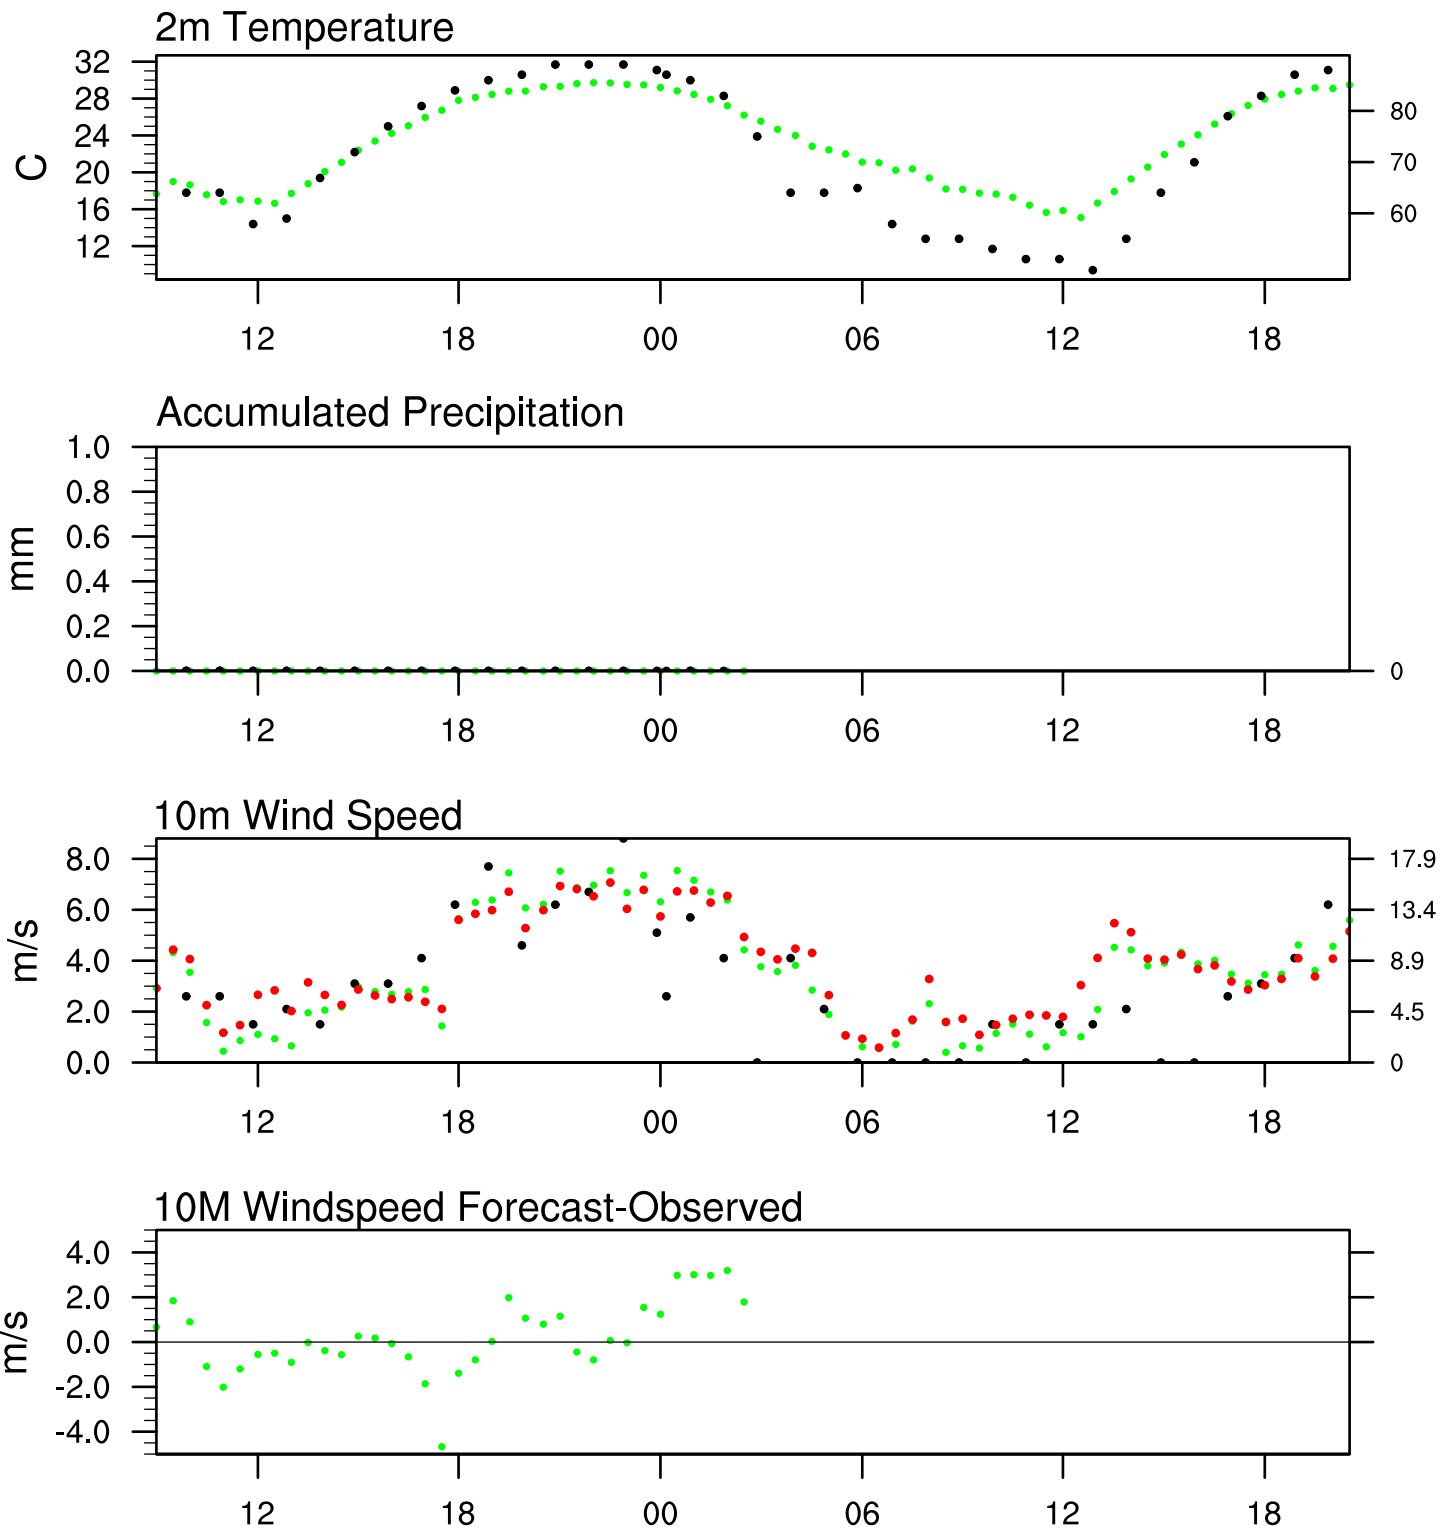 2m Temperature
32
28
24
20
16
12
C
80
70
60
12 18 00 06 12 18
Accumulated Precipitation
1.0
0.8
0.6
0.4
0.2
0.0
mm
0
12 18 00 06 12 18
10m Wind Speed
8.0
6.0
4.0
2.0
0.0
m/s
17.9
13.4
8.9
4.5
0
12 18 00 06 12 18
10M Windspeed Forecast-Observed
4.0
2.0
0.0
-2.0
-4.0
m/s
12 18 00 06 12 18